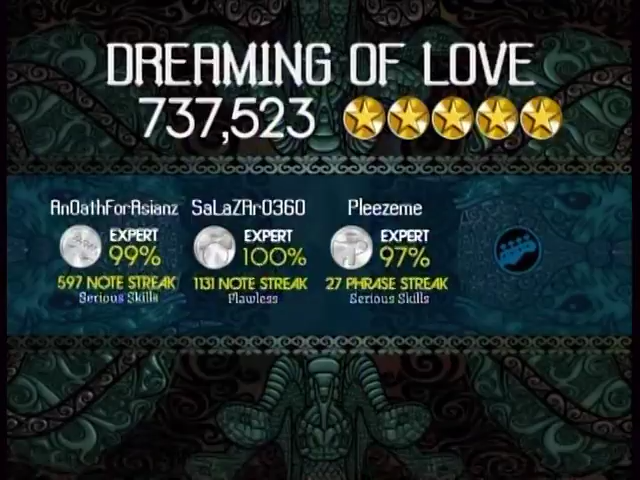 DREAMING OF LOVE
737,523
AnOathForAsianz SaLaZAr0360 Pleezeme
EXPERT EXPERT EXPERT
99% 100% 97%
597 NOTE STREAK 1131 NOTE STREAK 27 PHRASE STREAK
Serious Skills Flawless Serious Skills